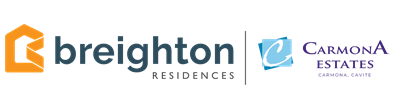 breighton
RESIDENCES
CARMONA
ESTATES
CARMONA, CAVITE